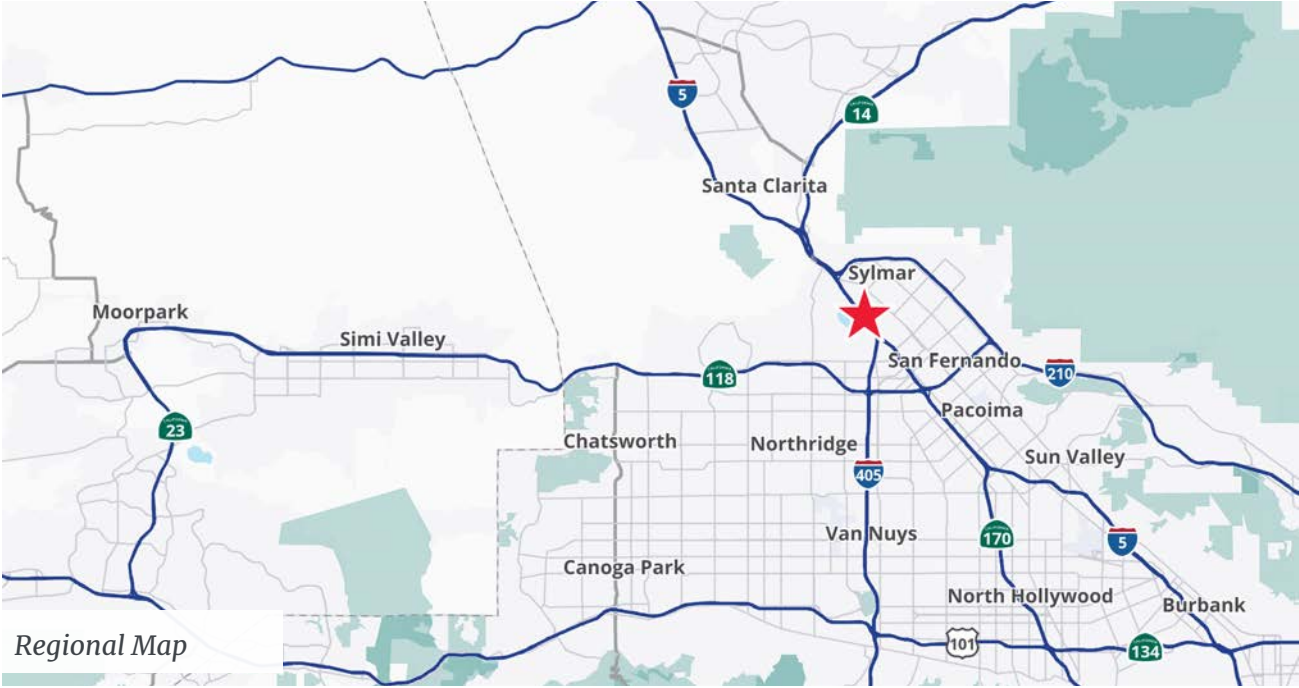 5
14
Santa Clarita
Sylmar
Moorpark
Simi Valley
San Fernando
118
210
Pacoima
23
Chatsworth
Northridge
Sun Valley
405
Van Nuys
170
5
Canoga Park
North Hollywood
Burbank
Regional Map
101
134